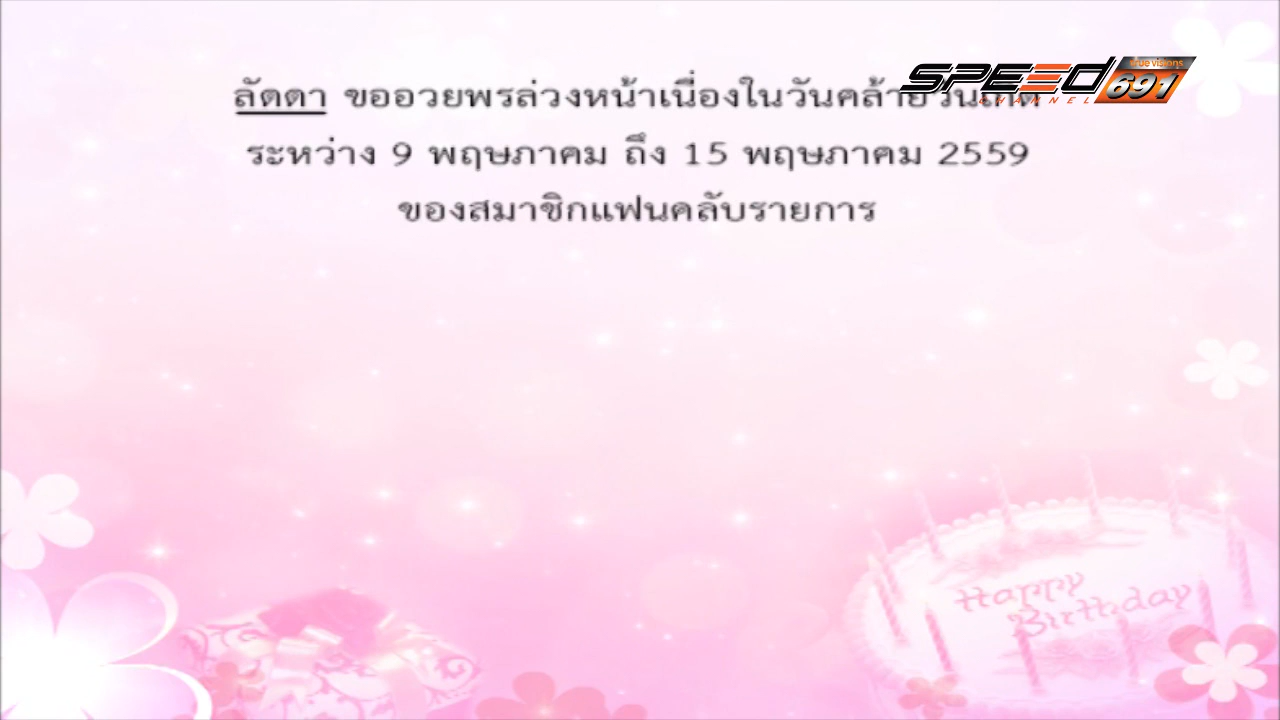 ลัดดา ขออวยพรล่วงหน้าเนื่องในวันคล้าย
ระหว่าง 9 พฤษภาคม ถึง 15 พฤษภาคม 2559
ของสมาชิกแฟนคลับรายการ
SPEED
CHANNEL
true visions
691
Happy
Birthday